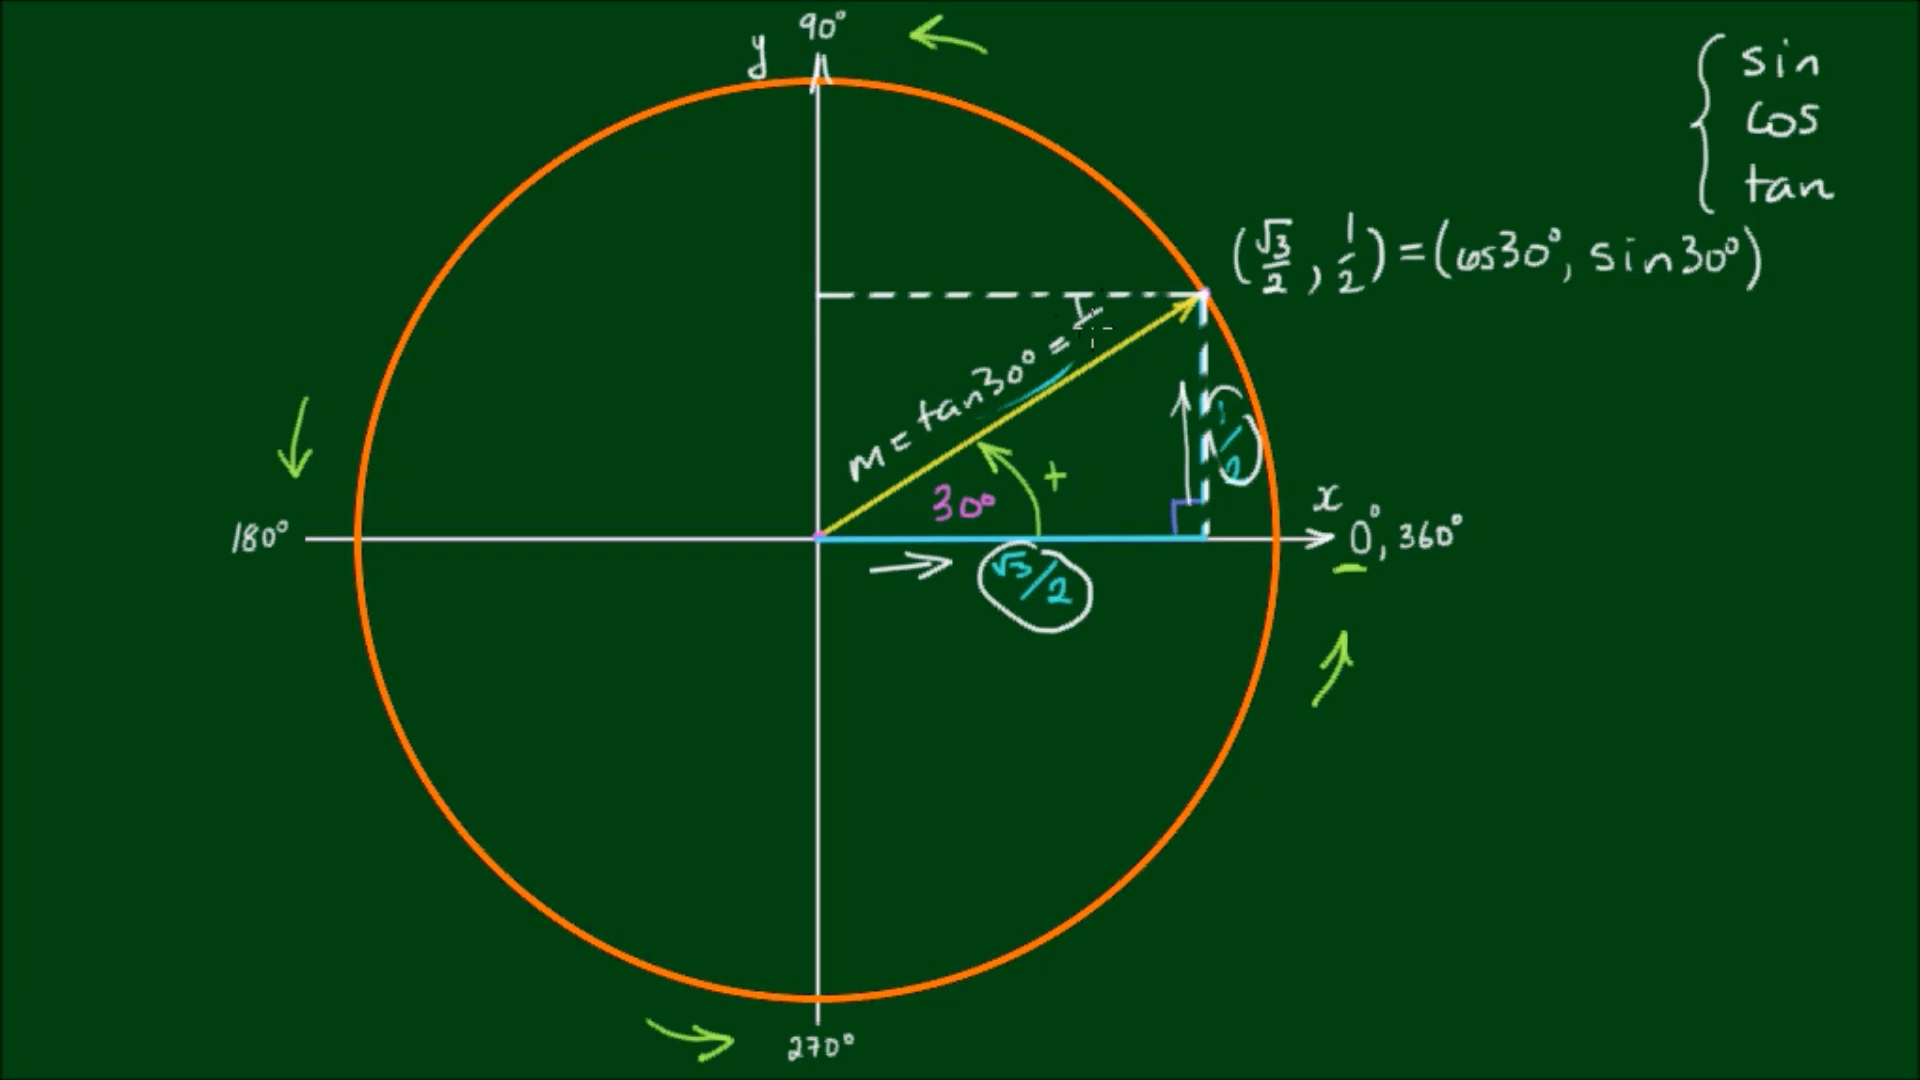 90°
y
sin
cos
tan
(√3/2, 1/2) = (cos30°, sin30°)
m = tan30° = 1
1/2
30°
+
x
180°
0°, 360°
√3/2
270°